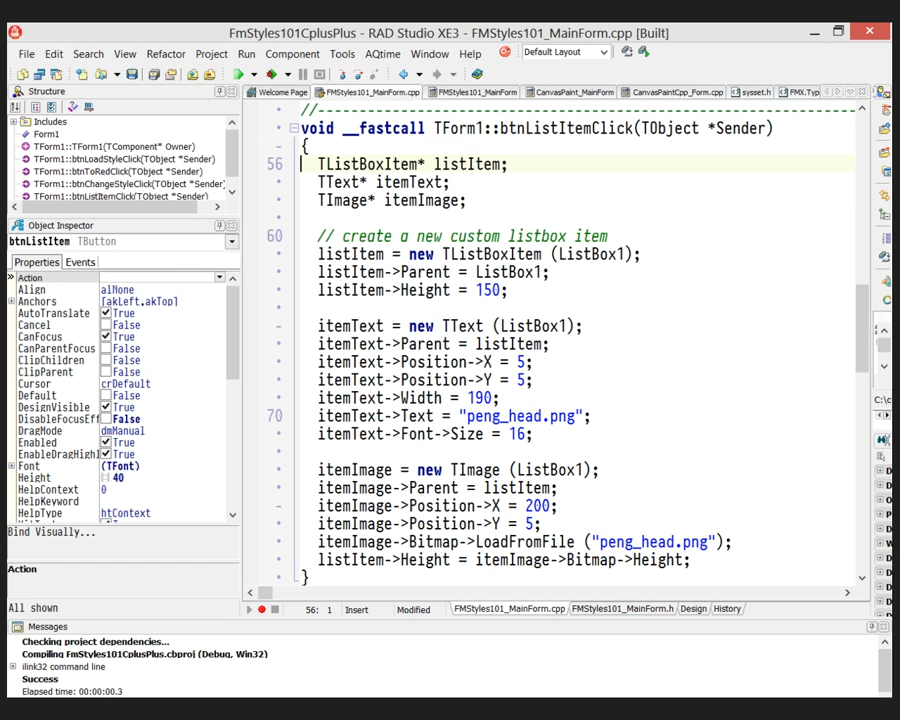 FmStyles101CplusPlus - RAD Studio XE3 - FMStyles101_MainForm.cpp [Built]
File Edit Search View Refactor Project Run Component Tools AQtime Window Help Default Layout
Structure
Welcome Page FMStyles101_MainForm.cpp FMStyles101_MainForm CanvasPaint_MainForm CanvasPaintCpp_Form.cpp sysset.h FMX.Typ
Includes
Form1
TForm1::TForm1(TComponent* Owner)
TForm1::btnLoadStyleClick(TObject *Sender)
TForm1::btnToRedClick(TObject *Sender)
TForm1::btnChangeStyleClick(TObject *Sender)
TForm1::btnListItemClick(TObject *Sender)
Object Inspector
btnListItem TButton
Properties Events
Action
Align alNone
Anchors [akLeft,akTop]
AutoTranslate True
Cancel False
CanFocus True
CanParentFocus False
ClipChildren False
ClipParent False
Cursor crDefault
Default False
DesignVisible True
DisableFocusEff False
DragMode dmManual
Enabled True
EnableDragHighl True
Font (TFont)
Height 40
HelpContext 0
HelpKeyword
HelpType htContext
Bind Visually...
Action
All shown
//
void __fastcall TForm1::btnListItemClick(TObject *Sender)
{
56 TListBoxItem* listItem;
TText* itemText;
TImage* itemImage;
60 // create a new custom listbox item
listItem = new TListBoxItem (ListBox1);
listItem->Parent = ListBox1;
listItem->Height = 150;
itemText = new TText (ListBox1);
itemText->Parent = listItem;
itemText->Position->X = 5;
itemText->Position->Y = 5;
itemText->Width = 190;
70 itemText->Text = "peng_head.png";
itemText->Font->Size = 16;
itemImage = new TImage (ListBox1);
itemImage->Parent = listItem;
itemImage->Position->X = 200;
itemImage->Position->Y = 5;
itemImage->Bitmap->LoadFromFile ("peng_head.png");
listItem->Height = itemImage->Bitmap->Height;
}
C:\c
56: 1 Insert Modified FMStyles101_MainForm.cpp FMStyles101_MainForm.h Design History
Messages
Checking project dependencies...
Compiling FmStyles101CplusPlus.cbproj (Debug, Win32)
ilink32 command line
Success
Elapsed time: 00:00:00.3